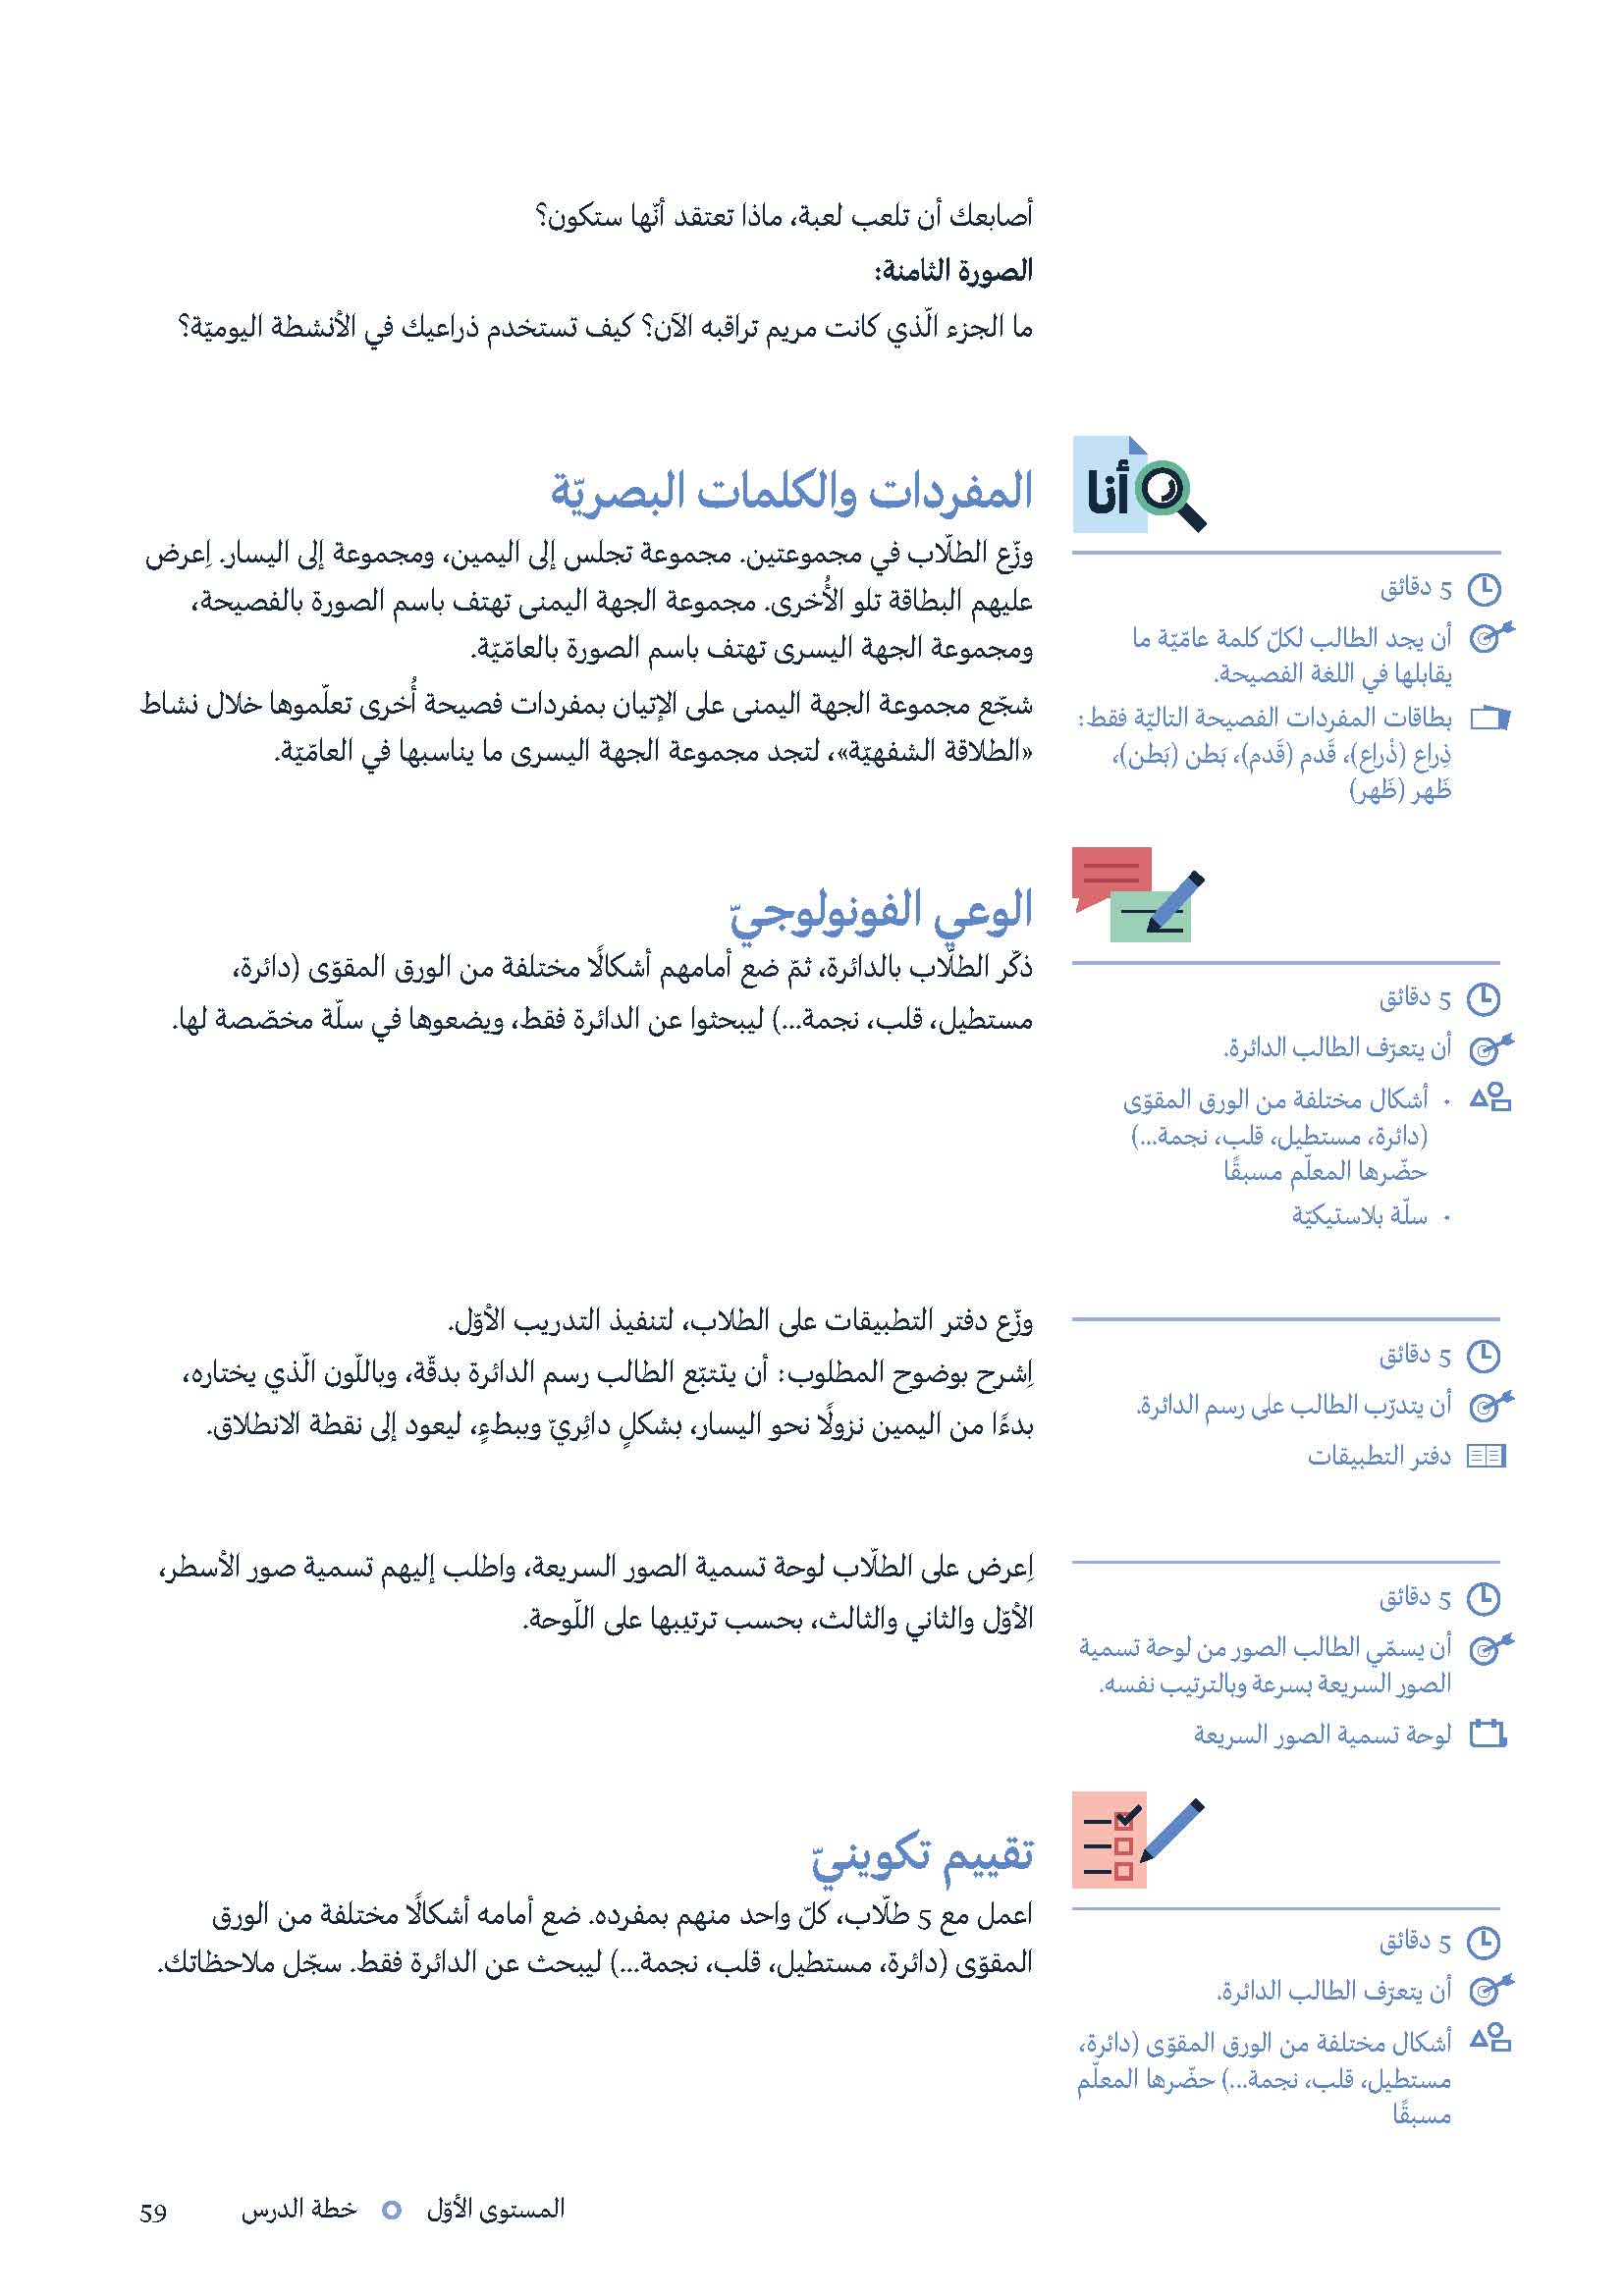 أصابعك أن تلعب لعبة، ماذا تعتقد أنّها ستكون؟
الصورة الثامنة:
ما الجزء الّذي كانت مريم تراقبه الآن؟ كيف تستخدم ذراعيك في الأنشطة اليوميّة؟
أنا
المفردات والكلمات البصريّة
5 دقائق
أن يجد الطالب لكلّ كلمة عامّيّة ما
يقابلها في اللغة الفصيحة.
بطاقات المفردات الفصيحة التاليّة فقط:
ذِراع (ذْراع)، قَدم (قَدم)، بَطن (بَطن)،
ظَهر (ظَهر)
وزّع الطلّاب في مجموعتين. مجموعة تجلس إلى اليمين، ومجموعة إلى اليسار. اِعرض
عليهم البطاقة تلو الأُخرى. مجموعة الجهة اليمنى تهتف باسم الصورة بالفصيحة،
ومجموعة الجهة اليسرى تهتف باسم الصورة بالعامّيّة.
شجّع مجموعة الجهة اليمنى على الإتيان بمفردات فصيحة أُخرى تعلّموها خلال نشاط
«الطلاقة الشفهيّة»، لتجد مجموعة الجهة اليسرى ما يناسبها في العامّيّة.
الوعي الفونولوجيّ
5 دقائق
أن يتعرّف الطالب الدائرة.
• أشكال مختلفة من الورق المقوّى
(دائرة، مستطيل، قلب، نجمة...)
حضّرها المعلّم مسبقًا
• سلّة بلاستيكيّة
ذكّر الطلّاب بالدائرة، ثمّ ضع أمامهم أشكالًا مختلفة من الورق المقوّى (دائرة،
مستطيل، قلب، نجمة...) ليبحثوا عن الدائرة فقط، ويضعوها في سلّة مخصّصة لها.
5 دقائق
أن يتدرّب الطالب على رسم الدائرة.
دفتر التطبيقات
وزّع دفتر التطبيقات على الطلاب، لتنفيذ التدريب الأوّل.
اِشرح بوضوح المطلوب: أن يتتبّع الطالب رسم الدائرة بدقّة، وباللّون الّذي يختاره،
بدءًا من اليمين نزولًا نحو اليسار، بشكلٍ دائِريّ وببطءٍ، ليعود إلى نقطة الانطلاق.
5 دقائق
أن يسمّي الطالب الصور من لوحة تسمية
الصور السريعة بسرعة وبالترتيب نفسه.
لوحة تسمية الصور السريعة
اِعرض على الطلّاب لوحة تسمية الصور السريعة، واطلب إليهم تسمية صور الأسطر،
الأوّل والثاني والثالث، بحسب ترتيبها على اللّوحة.
تقييم تكوينيّ
5 دقائق
أن يتعرّف الطالب الدائرة.
أشكال مختلفة من الورق المقوّى (دائرة،
مستطيل، قلب، نجمة...) حضّرها المعلّم
مسبقًا
اعمل مع 5 طلّاب، كلّ واحد منهم بمفرده. ضع أمامه أشكالًا مختلفة من الورق
المقوّى (دائرة، مستطيل، قلب، نجمة...) ليبحث عن الدائرة فقط. سجّل ملاحظاتك.
المستوى الأوّل خطة الدرس 59